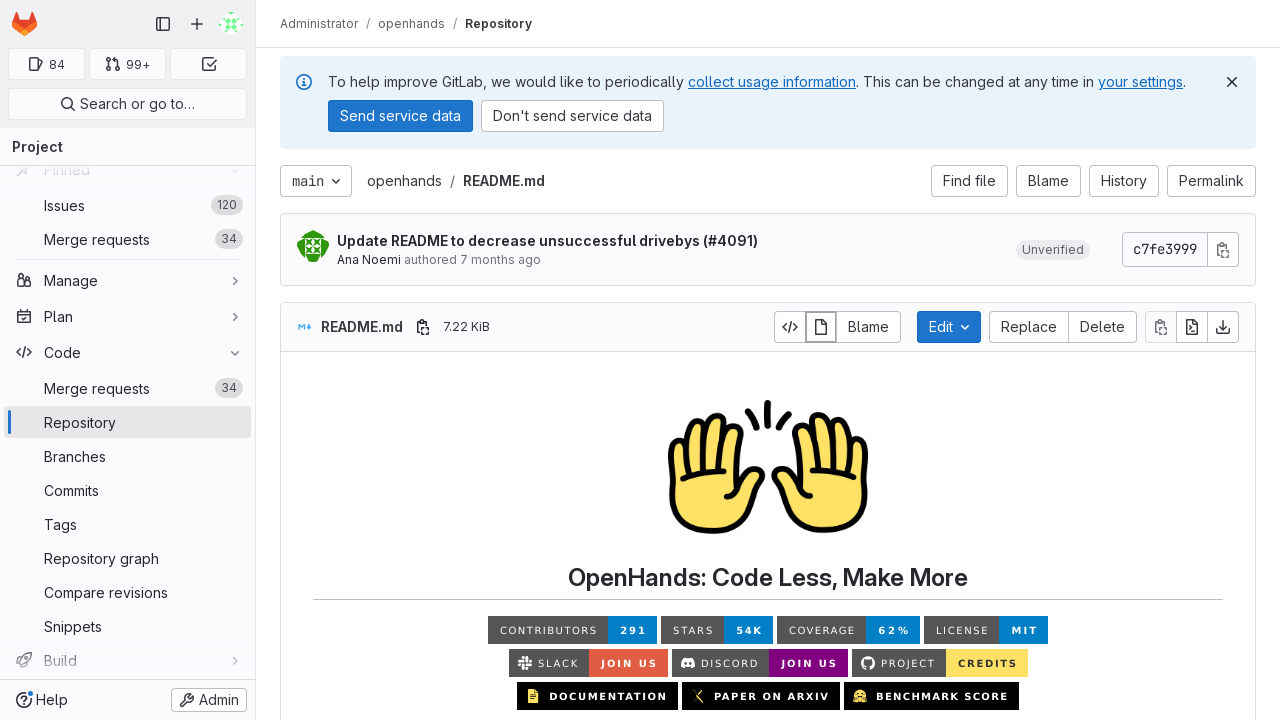 Administrator / openhands / Repository
84
99+
Search or go to…
Project
Pinned
Issues 120
Merge requests 34
Manage
Plan
Code
Merge requests 34
Repository
Branches
Commits
Tags
Repository graph
Compare revisions
Snippets
Build
Help
Admin
To help improve GitLab, we would like to periodically collect usage information. This can be changed at any time in your settings.
Send service data
Don't send service data
main
openhands / README.md
Find file
Blame
History
Permalink
Update README to decrease unsuccessful drivebys (#4091)
Ana Noemi authored 7 months ago
Unverified
c7fe3999
README.md
7.22 KiB
Blame
Edit
Replace
Delete
OpenHands: Code Less, Make More
CONTRIBUTORS 291 STARS 54K COVERAGE 62% LICENSE MIT
SLACK JOIN US DISCORD JOIN US PROJECT CREDITS
DOCUMENTATION PAPER ON ARXIV BENCHMARK SCORE